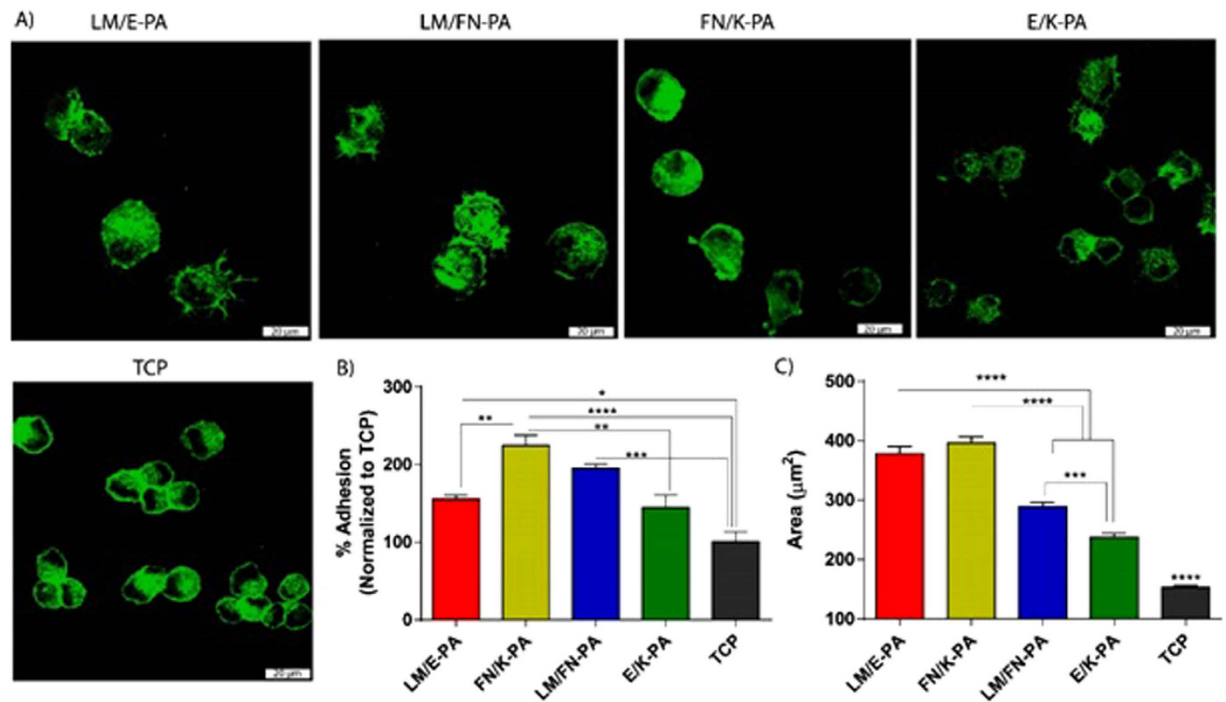 A)
LM/E-PA
LM/FN-PA
FN/K-PA
E/K-PA
20 µm
20 µm
20 µm
20 µm
TCP
20 µm
B)
% Adhesion
(Normalized to TCP)
300
200
100
0
*
****
**
**
***
LM/E-PA
FN/K-PA
LM/FN-PA
E/K-PA
TCP
C)
Area (µm²)
500
400
300
200
100
****
****
***
****
LM/E-PA
FN/K-PA
LM/FN-PA
E/K-PA
TCP